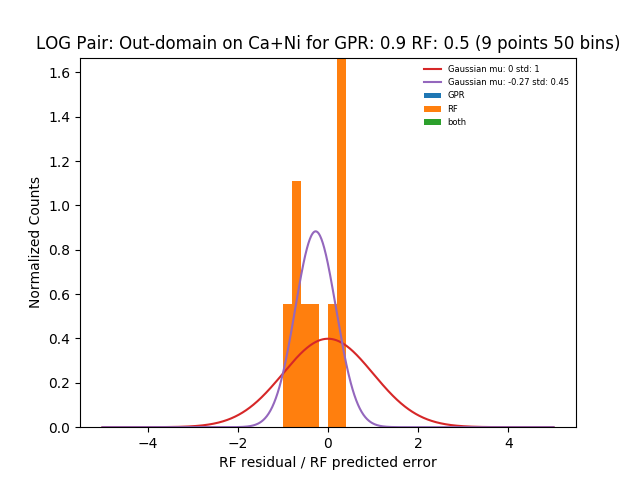 LOG Pair: Out-domain on Ca+Ni for GPR: 0.9 RF: 0.5 (9 points 50 bins)
Gaussian mu: 0 std: 1
Gaussian mu: -0.27 std: 0.45
GPR
RF
both
Normalized Counts
1.6
1.4
1.2
1.0
0.8
0.6
0.4
0.2
0.0
−4
−2
0
2
4
RF residual / RF predicted error